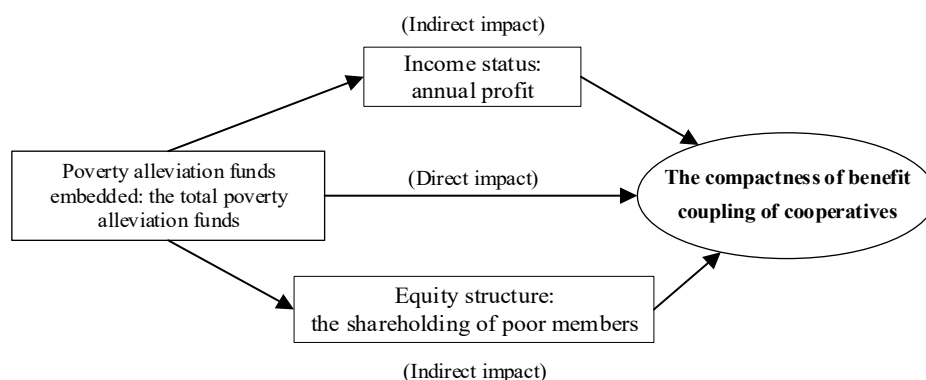 (Indirect impact)
Income status:
annual profit
Poverty alleviation funds
embedded: the total poverty
alleviation funds
(Direct impact)
The compactness of benefit
coupling of cooperatives
Equity structure:
the shareholding of poor members
(Indirect impact)